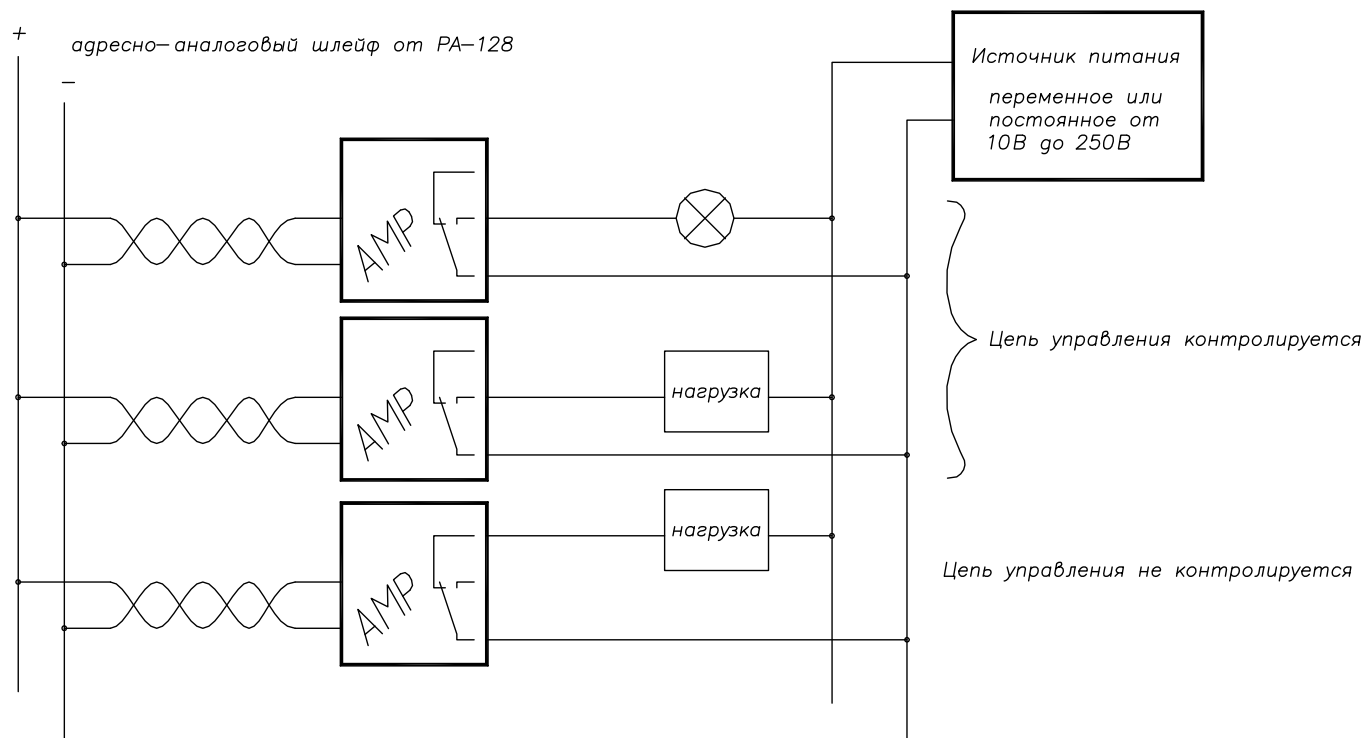 +
адресно-аналоговый шлейф от РА-128
-
Источник питания
переменное или
постоянное от
10В до 250В
АМР
Цепь управления контролируется
АМР
нагрузка
нагрузка
АМР
Цепь управления не контролируется